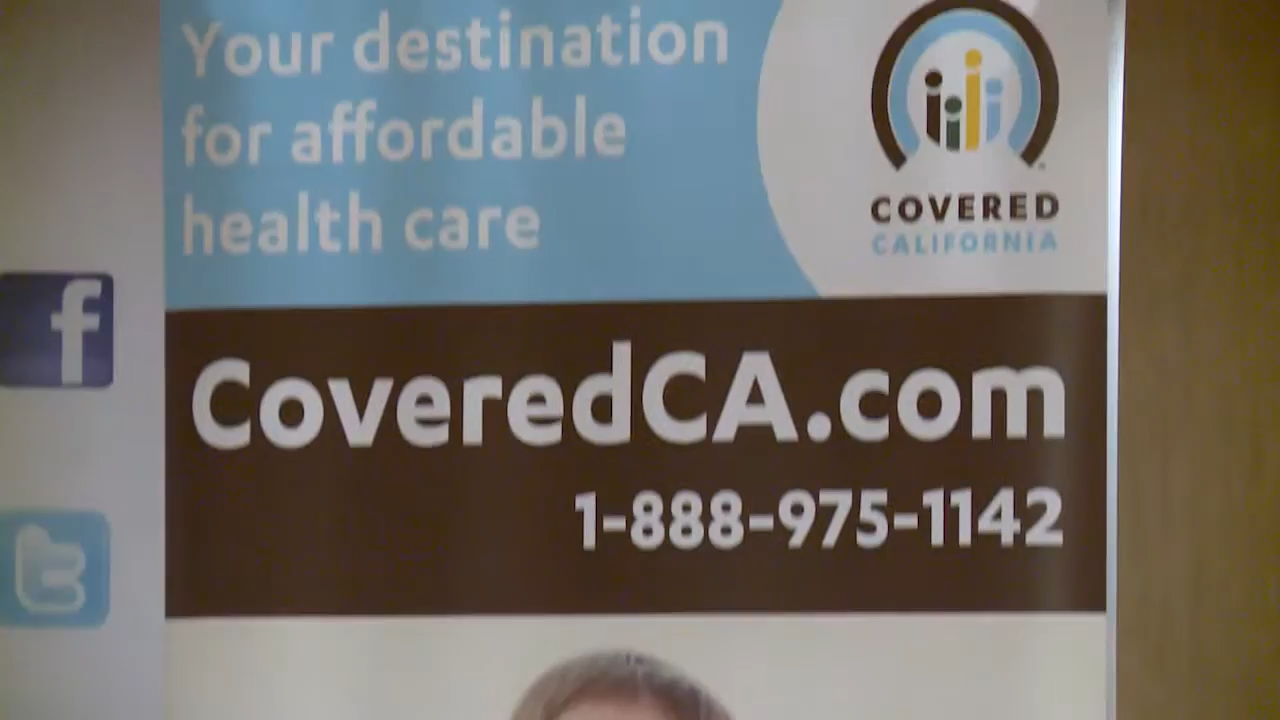 Your destination
for affordable
health care
COVERED
CALIFORNIA
f
CoveredCA.com
1-888-975-1142
t